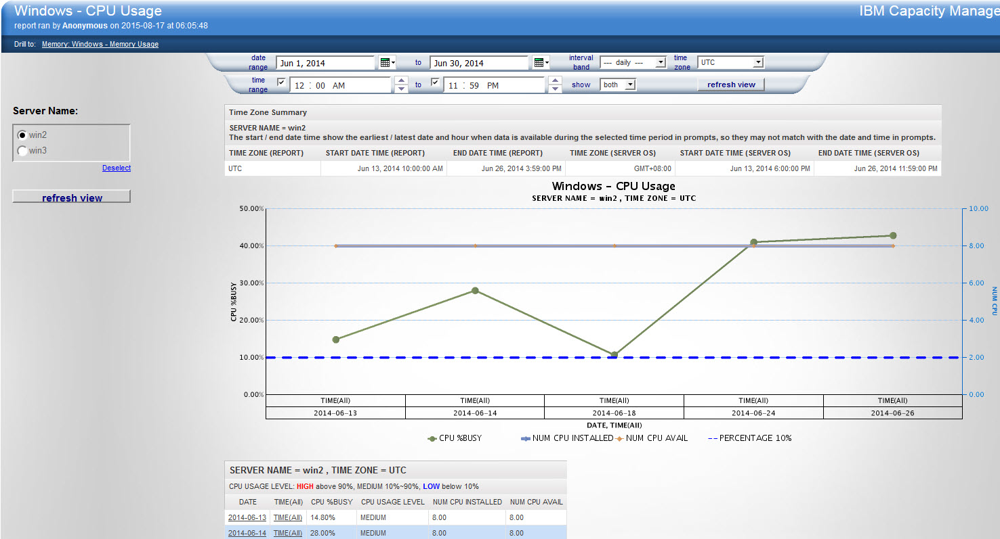 Windows - CPU Usage
IBM Capacity Manage
report ran by Anonymous on 2015-08-17 at 06:05:48
Drill to: Memory: Windows - Memory Usage
date range Jun 1, 2014 to Jun 30, 2014 interval band --- daily --- time zone UTC
time range 12 : 00 AM to 11 : 59 PM show both refresh view
Server Name:
win2
win3
Deselect
refresh view
Time Zone Summary
SERVER NAME = win2
The start / end date time show the earliest / latest date and hour when data is available during the selected time period in prompts, so they may not match with the date and time in prompts.
TIME ZONE (REPORT) START DATE TIME (REPORT) END DATE TIME (REPORT) TIME ZONE (SERVER OS) START DATE TIME (SERVER OS) END DATE TIME (SERVER OS)
UTC Jun 13, 2014 10:00:00 AM Jun 26, 2014 3:59:00 PM GMT+08:00 Jun 13, 2014 6:00:00 PM Jun 26, 2014 11:59:00 PM
Windows - CPU Usage
SERVER NAME = win2 , TIME ZONE = UTC
50.00% 10.00
40.00% 8.00
30.00% 6.00
CPU %BUSY
NUM CPU
20.00% 4.00
10.00% 2.00
0.00% 0.00
TIME(All) TIME(All) TIME(All) TIME(All) TIME(All)
2014-06-13 2014-06-14 2014-06-18 2014-06-24 2014-06-26
DATE, TIME(All)
CPU %BUSY NUM CPU INSTALLED NUM CPU AVAIL PERCENTAGE 10%
SERVER NAME = win2 , TIME ZONE = UTC
CPU USAGE LEVEL: HIGH above 90%, MEDIUM 10%~90%, LOW below 10%
DATE TIME(All) CPU %BUSY CPU USAGE LEVEL NUM CPU INSTALLED NUM CPU AVAIL
2014-06-13 TIME(All) 14.80% MEDIUM 8.00 8.00
2014-06-14 TIME(All) 28.00% MEDIUM 8.00 8.00